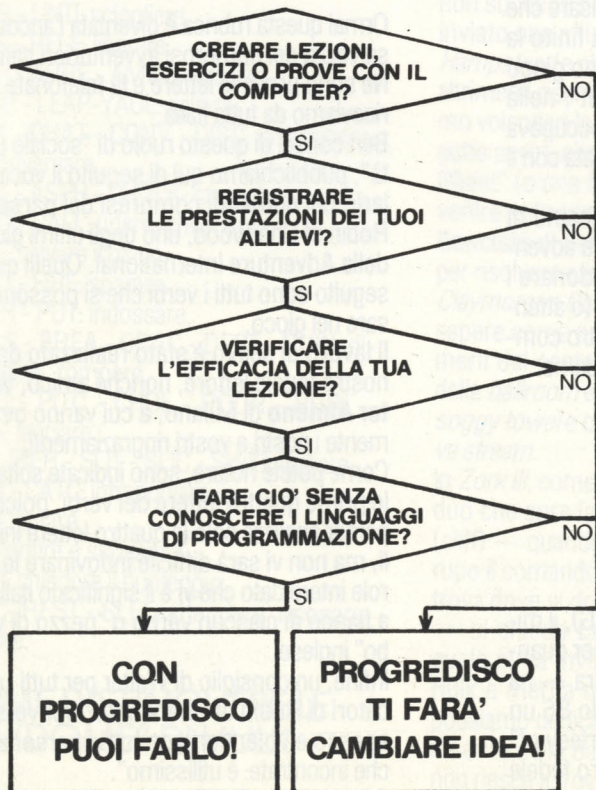 CREARE LEZIONI,
ESERCIZI O PROVE CON IL
COMPUTER?
NO
SI
REGISTRARE
LE PRESTAZIONI DEI TUOI
ALLIEVI?
NO
SI
VERIFICARE
L'EFFICACIA DELLA TUA
LEZIONE?
NO
SI
FARE CIO' SENZA
CONOSCERE I LINGUAGGI
DI PROGRAMMAZIONE?
NO
SI
CON
PROGREDISCO
PUOI FARLO!
PROGREDISCO
TI FARA'
CAMBIARE IDEA!